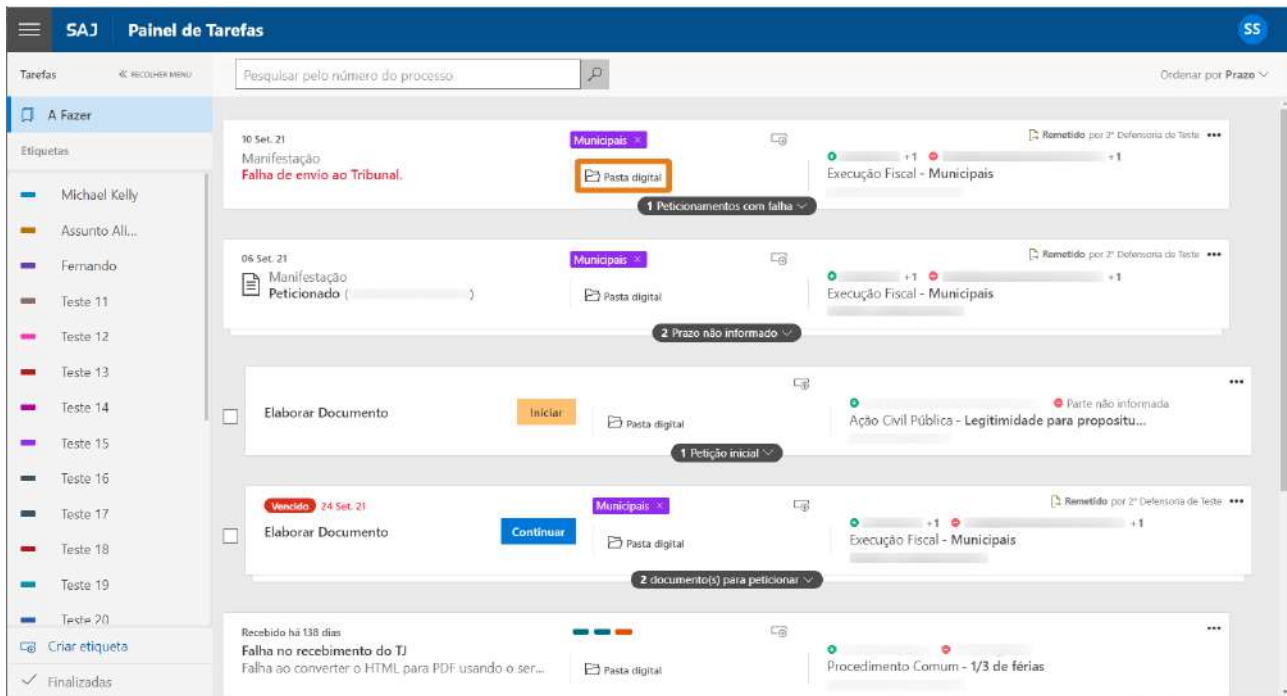 SAJ Painel de Tarefas SS
Tarefas RECOLHER MENU Pesquisar pelo número do processo Ordenar por Prazo
A Fazer
Etiquetas
Michael Kelly
Assunto Ali...
Fernando
Teste 11
Teste 12
Teste 13
Teste 14
Teste 15
Teste 16
Teste 17
Teste 18
Teste 19
Teste 20
Criar etiqueta
Finalizadas
10 Set. 21 Municipais × Remetido por 2ª Defensoria de Teste •••
Manifestação
Falha de envio ao Tribunal. Pasta digital +1 +1
Execução Fiscal - Municipais
1 Peticionamentos com falha
06 Set. 21 Municipais × Remetido por 2ª Defensoria de Teste •••
Manifestação +1 +1
Peticionado ( ) Pasta digital Execução Fiscal - Municipais
2 Prazo não informado
•••
Elaborar Documento Iniciar Pasta digital Parte não informada
Ação Civil Pública - Legitimidade para propositu...
1 Petição inicial
Vencido 24 Set. 21 Municipais × Remetido por 2ª Defensoria de Teste •••
Elaborar Documento Continuar Pasta digital +1 +1
Execução Fiscal - Municipais
2 documento(s) para peticionar
Recebido há 138 dias •••
Falha no recebimento do TJ
Falha ao converter o HTML para PDF usando o ser... Pasta digital Procedimento Comum - 1/3 de férias